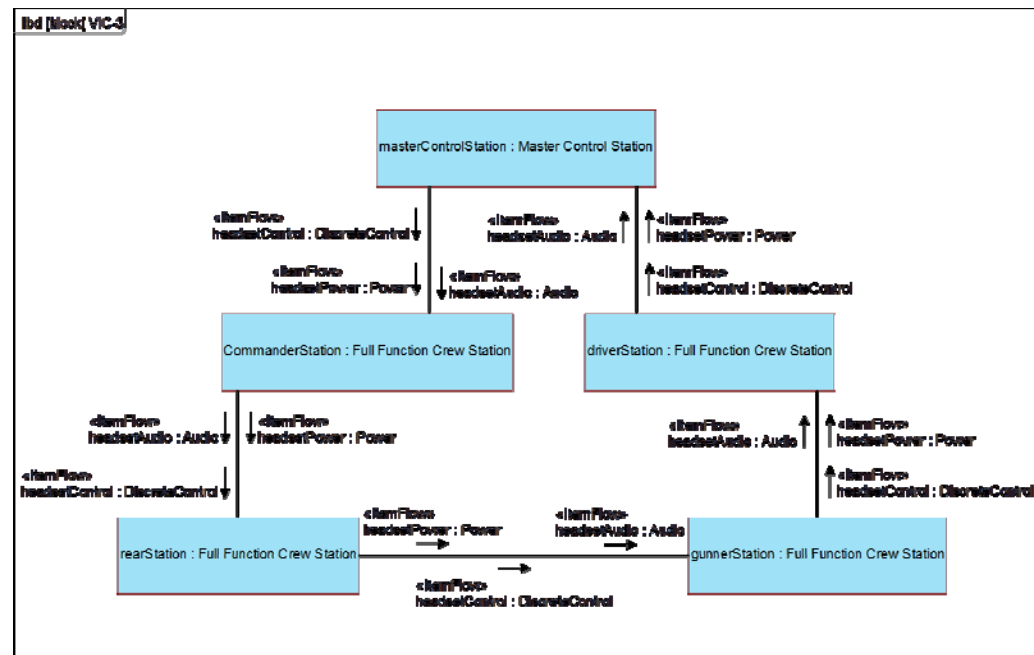 ibd [block[ VIC-3
masterControlStation : Master Control Station
«itemFlow»
headsetControl : DiscreteControl
«itemFlow»
headsetAudio : Audio
«itemFlow»
headsetPower : Power
«itemFlow»
headsetPower : Power
«itemFlow»
headsetAudio : Audio
«itemFlow»
headsetControl : DiscreteControl
CommanderStation : Full Function Crew Station
driverStation : Full Function Crew Station
«itemFlow»
headsetAudio : Audio
«itemFlow»
headsetPower : Power
«itemFlow»
headsetAudio : Audio
«itemFlow»
headsetPower : Power
«itemFlow»
headsetControl : DiscreteControl
«itemFlow»
headsetControl : DiscreteControl
rearStation : Full Function Crew Station
«itemFlow»
headsetPower : Power
«itemFlow»
headsetAudio : Audio
gunnerStation : Full Function Crew Station
«itemFlow»
headsetControl : DiscreteControl